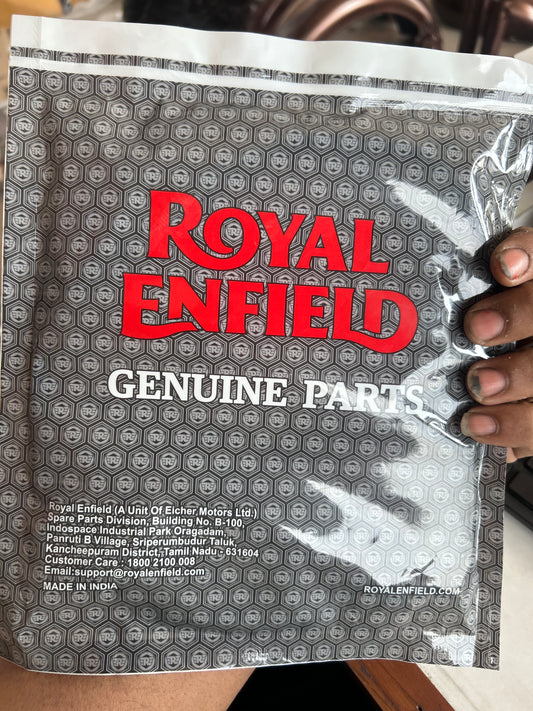 ROYAL
ENFIELD
GENUINE PARTS
Royal Enfield (A Unit Of Eicher Motors Ltd.)
Spare Parts Division, Building No. B-100,
Indospace Industrial Park Oragadam,
Panruti B Village, Sriperumbudur Taluk,
Kancheepuram District, Tamil Nadu - 631604
Customer Care : 1800 2100 008
Email:support@royalenfield.com
MADE IN INDIA
ROYALENFIELD.COM